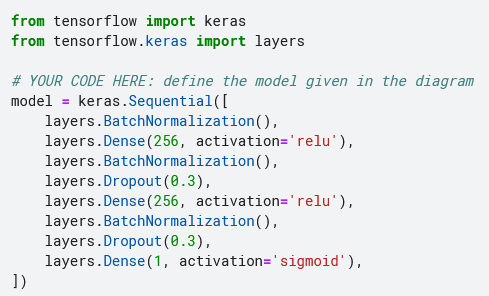 from tensorflow import keras
from tensorflow.keras import layers

# YOUR CODE HERE: define the model given in the diagram
model = keras.Sequential([
    layers.BatchNormalization(),
    layers.Dense(256, activation='relu'),
    layers.BatchNormalization(),
    layers.Dropout(0.3),
    layers.Dense(256, activation='relu'),
    layers.BatchNormalization(),
    layers.Dropout(0.3),
    layers.Dense(1, activation='sigmoid'),
])